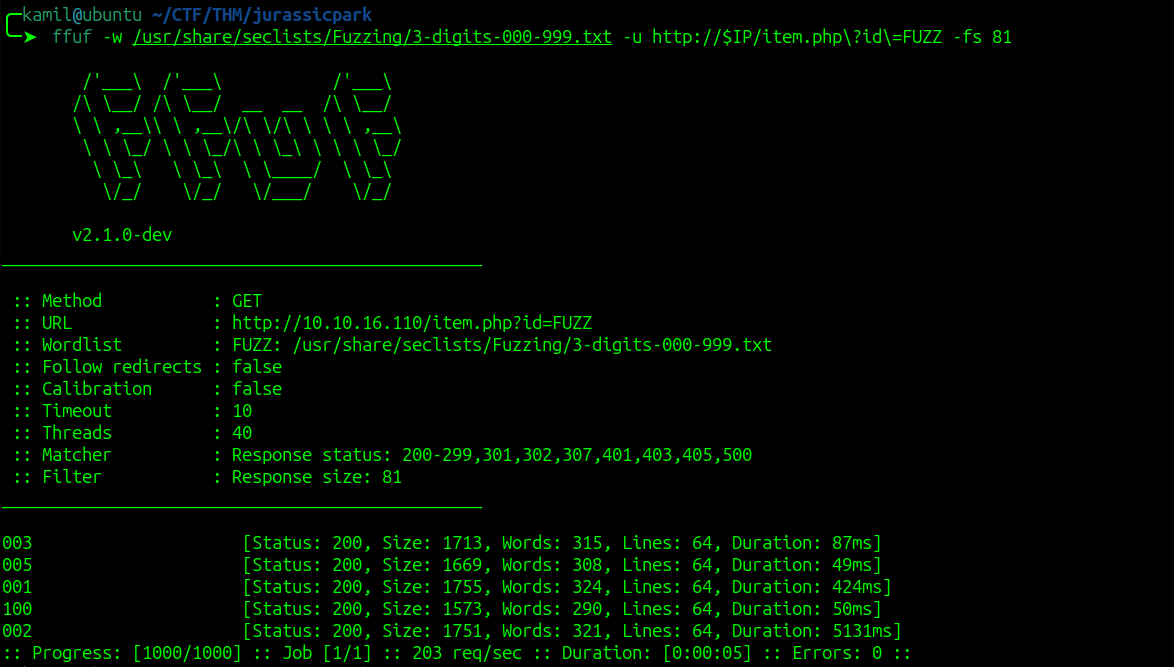 kamil@ubuntu ~/CTF/THM/jurassicpark
➤ ffuf -w /usr/share/seclists/Fuzzing/3-digits-000-999.txt -u http://$IP/item.php\?id\=FUZZ -fs 81
        /'___\  /'___\           /'___\
       /\ \__/ /\ \__/  __  __  /\ \__/
       \ \ ,__\\ \ ,__\/\ \/\ \ \ \ ,__\
        \ \ \_/ \ \ \_/\ \ \_\ \ \ \ \_/
         \ \_\   \ \_\  \ \____/  \ \_\
          \/_/    \/_/   \/___/    \/_/
v2.1.0-dev
________________________________________________
:: Method : GET
:: URL : http://10.10.16.110/item.php?id=FUZZ
:: Wordlist : FUZZ: /usr/share/seclists/Fuzzing/3-digits-000-999.txt
:: Follow redirects : false
:: Calibration : false
:: Timeout : 10
:: Threads : 40
:: Matcher : Response status: 200-299,301,302,307,401,403,405,500
:: Filter : Response size: 81
________________________________________________
003 [Status: 200, Size: 1713, Words: 315, Lines: 64, Duration: 87ms]
005 [Status: 200, Size: 1669, Words: 308, Lines: 64, Duration: 49ms]
001 [Status: 200, Size: 1755, Words: 324, Lines: 64, Duration: 424ms]
100 [Status: 200, Size: 1573, Words: 290, Lines: 64, Duration: 50ms]
002 [Status: 200, Size: 1751, Words: 321, Lines: 64, Duration: 5131ms]
:: Progress: [1000/1000] :: Job [1/1] :: 203 req/sec :: Duration: [0:00:05] :: Errors: 0 ::